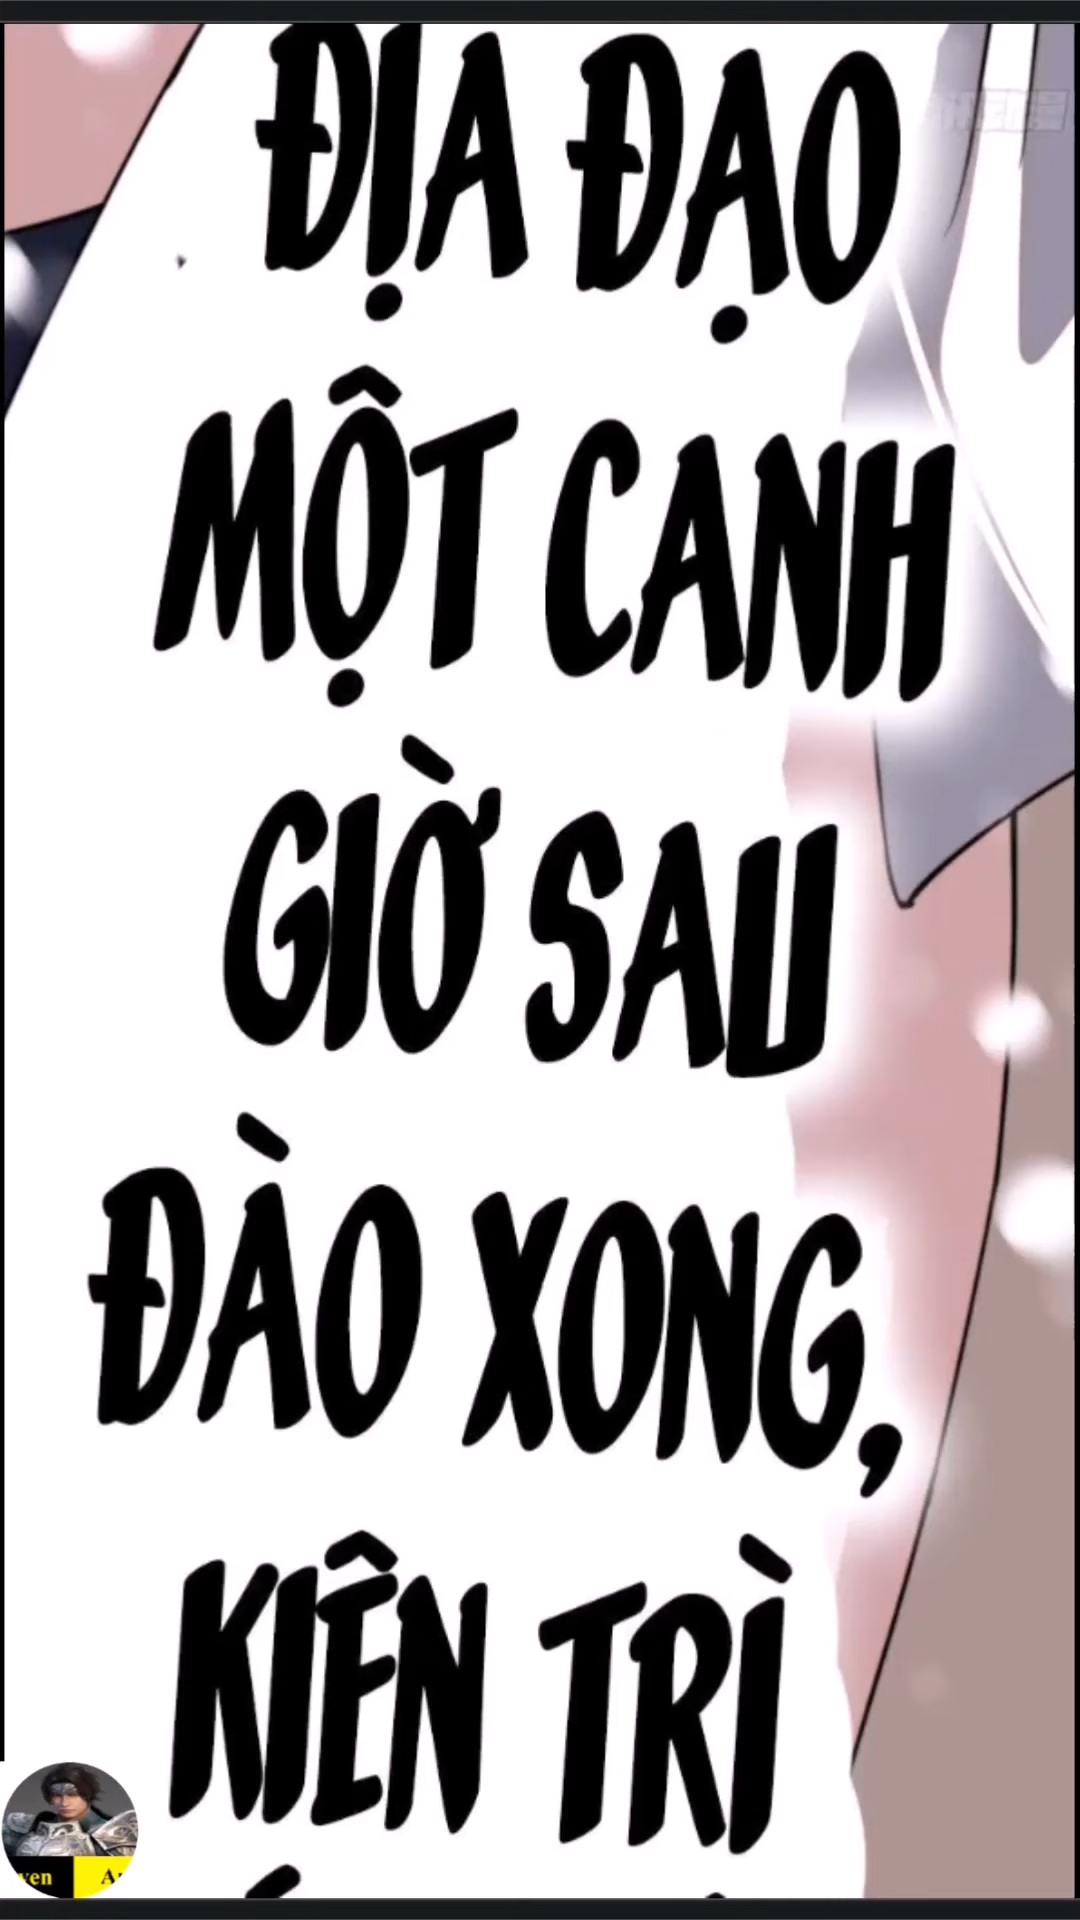 ĐỊA ĐẠO
MỘT CANH
GIỜ SAU
ĐÀO XONG,
KIÊN TRÌ